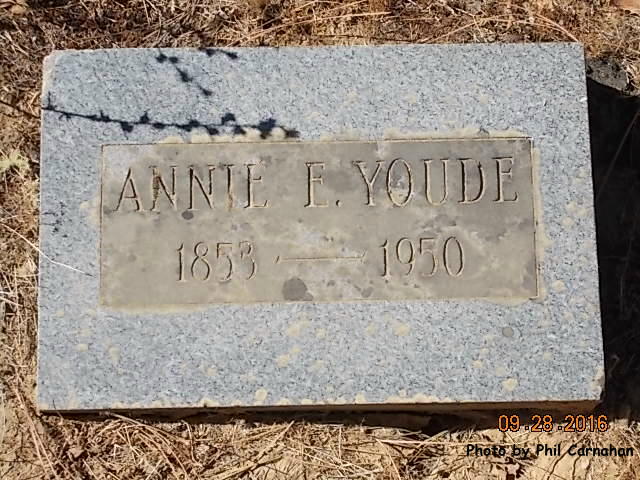 ANNIE E. YOUDE
1853 — 1950
09.28.2016
Photo by Phil Carnahan